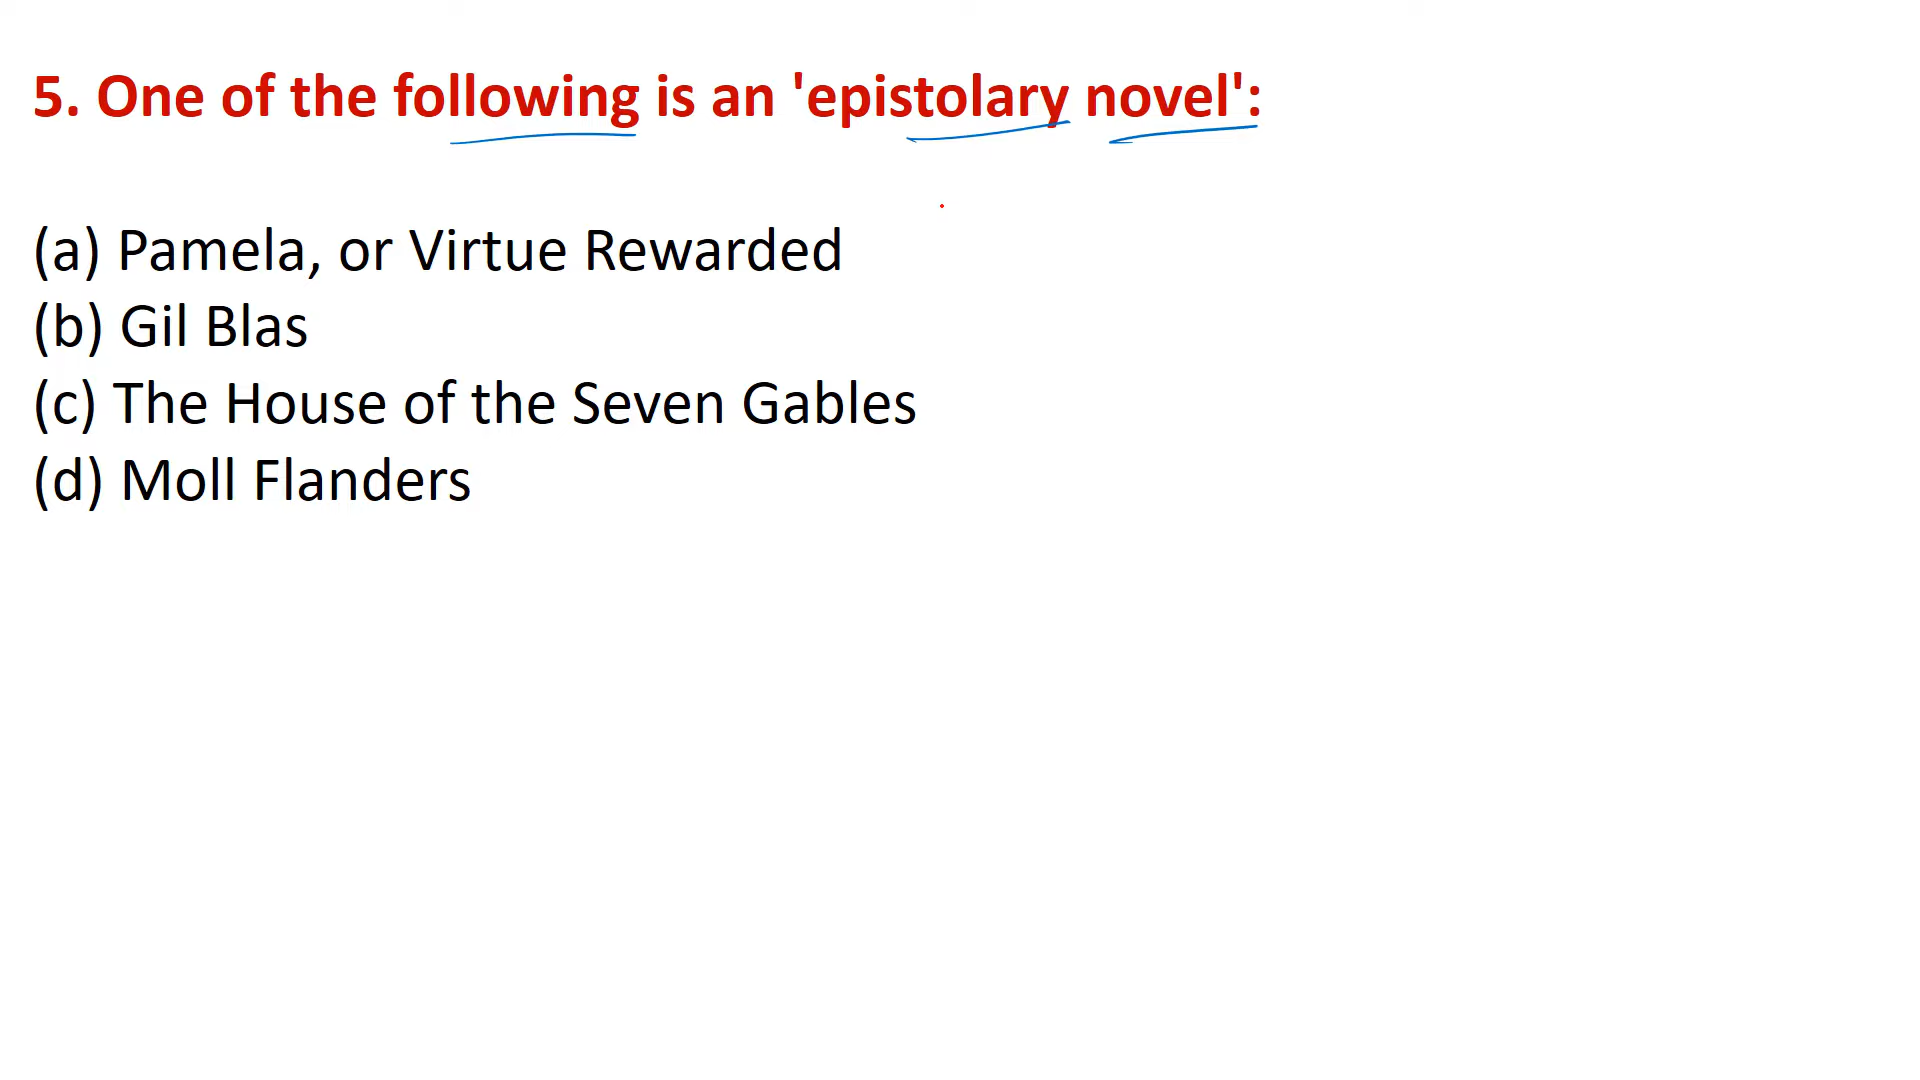 5. One of the following is an 'epistolary novel':
(a) Pamela, or Virtue Rewarded
(b) Gil Blas
(c) The House of the Seven Gables
(d) Moll Flanders